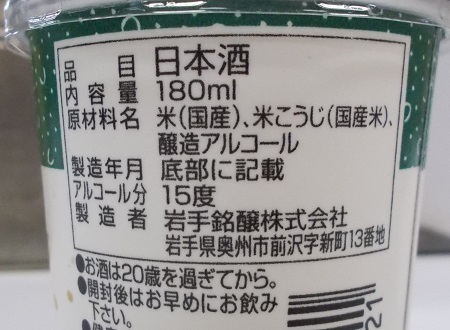 品目 日本酒
内容量 180ml
原材料名 米(国産)、米こうじ(国産米)、
醸造アルコール
製造年月 底部に記載
アルコール分 15度
製造者 岩手銘醸株式会社
岩手県奥州市前沢字新町13番地
●お酒は20歳を過ぎてから。
●開封後はお早めにお飲み
下さい。
21